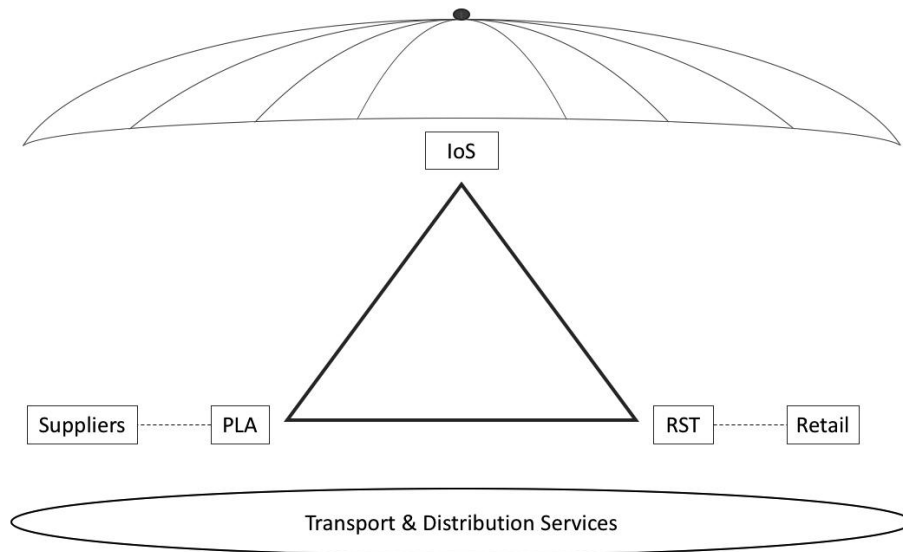 IoS
Suppliers
PLA
RST
Retail
Transport & Distribution Services